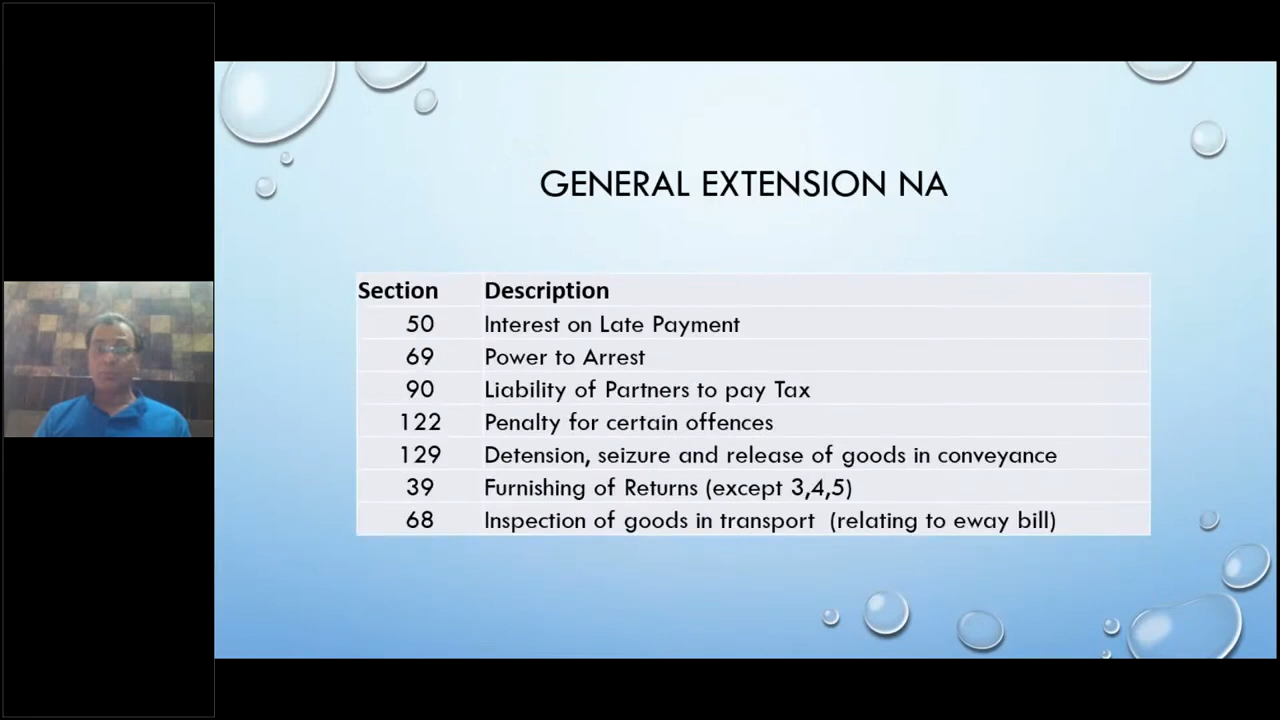 GENERAL EXTENSION NA
Section Description
50 Interest on Late Payment
69 Power to Arrest
90 Liability of Partners to pay Tax
122 Penalty for certain offences
129 Detension, seizure and release of goods in conveyance
39 Furnishing of Returns (except 3,4,5)
68 Inspection of goods in transport (relating to eway bill)